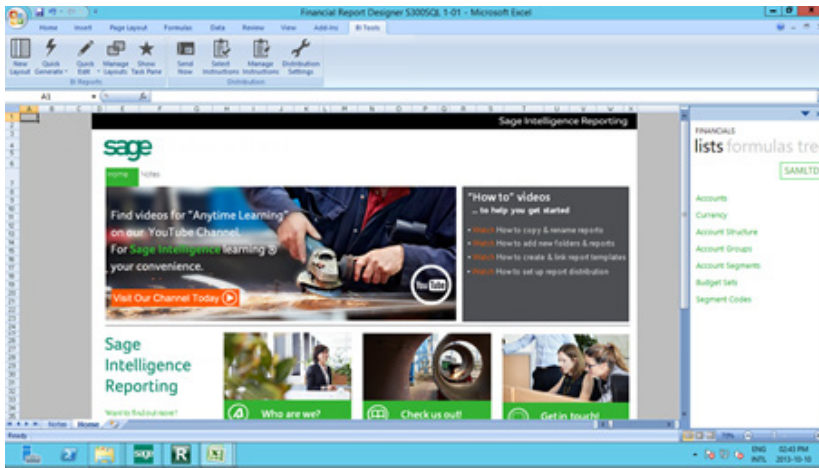 Financial Report Designer S300SQL 1-01 - Microsoft Excel
Home Insert Page Layout Formulas Data Review View Add-Ins BI Tools
New Layout
Quick Generate
Quick Edit
Manage Layouts
Show Task Pane
Send Now
Select Instructions
Manage Instructions
Distribution Settings
BI Reports
Distribution
A1
fx
A B C D E F G H I J K L M N O P Q R S T U V W X
Sage Intelligence Reporting
sage
Home Notes
Find videos for "Anytime Learning"
on our YouTube Channel.
For Sage Intelligence learning @
your convenience.
Visit Our Channel Today
You Tube
"How to" videos
... to help you get started
• Watch How to copy & rename reports
• Watch How to add new folders & reports
• Watch How to create & link report templates
• Watch How to set up report distribution
Sage
Intelligence
Reporting
Want to find out more?
Who are we?
Check us out!
Get in touch!
FINANCIALS
lists formulas tre
SAMLTD
Accounts
Currency
Account Structure
Account Groups
Account Segments
Budget Sets
Segment Codes
Notes Home
Ready
70%
sage
R
ENG
INTL
02:43 PM
2013-10-10